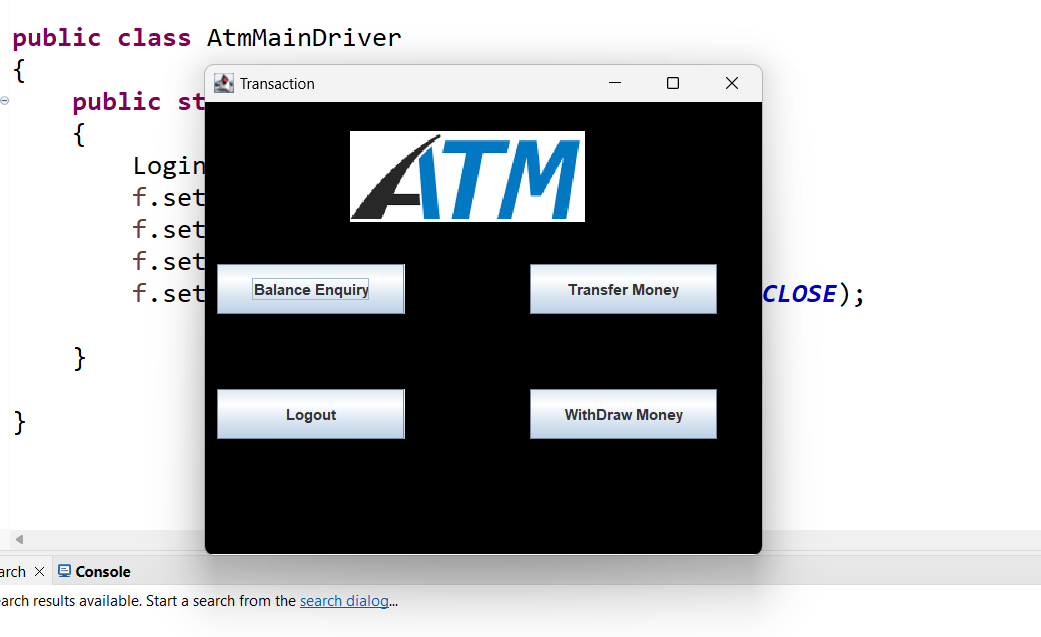 public class AtmMainDriver
{
Transaction
public st
{
ATM
Login
f.set
f.set
f.set
f.set
CLOSE);
Balance Enquiry
Transfer Money
}
Logout
WithDraw Money
}
arch
Console
earch results available. Start a search from the search dialog...